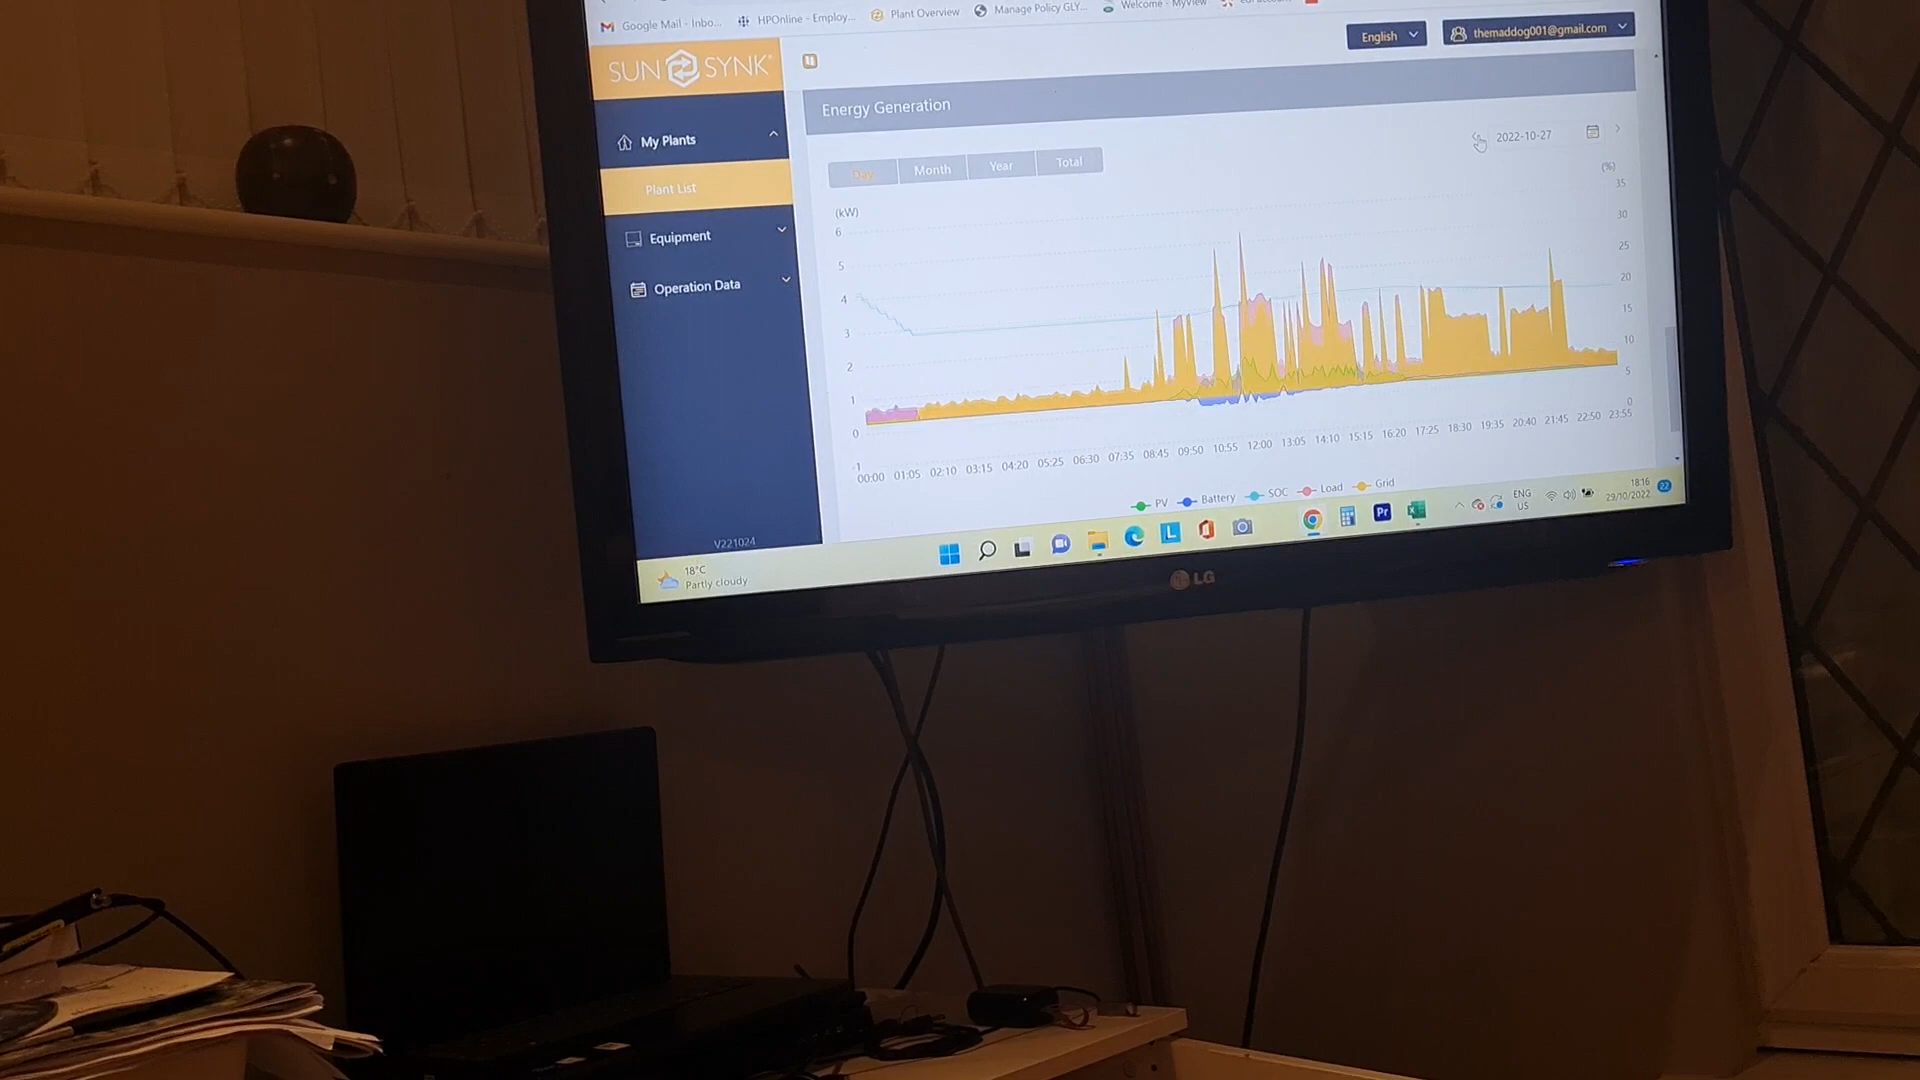 Google Mail - Inbo...
HPOnline - Employ...
Plant Overview
Manage Policy GLY...
Welcome - MyView
SUN SYNK
English
themaddog001@gmail.com
Energy Generation
My Plants
Plant List
Equipment
Operation Data
2022-10-27
Day
Month
Year
Total
(kW)
(%)
6
5
4
3
2
1
0
-1
35
30
25
20
15
10
5
0
00:00 01:05 02:10 03:15 04:20 05:25 06:30 07:35 08:45 09:50 10:55 12:00 13:05 14:10 15:15 16:20 17:25 18:30 19:35 20:40 21:45 22:50 23:55
PV Battery SOC Load Grid
V221024
18°C
Partly cloudy
L
Pr
ENG
US
18:16
29/10/2022
22
LG